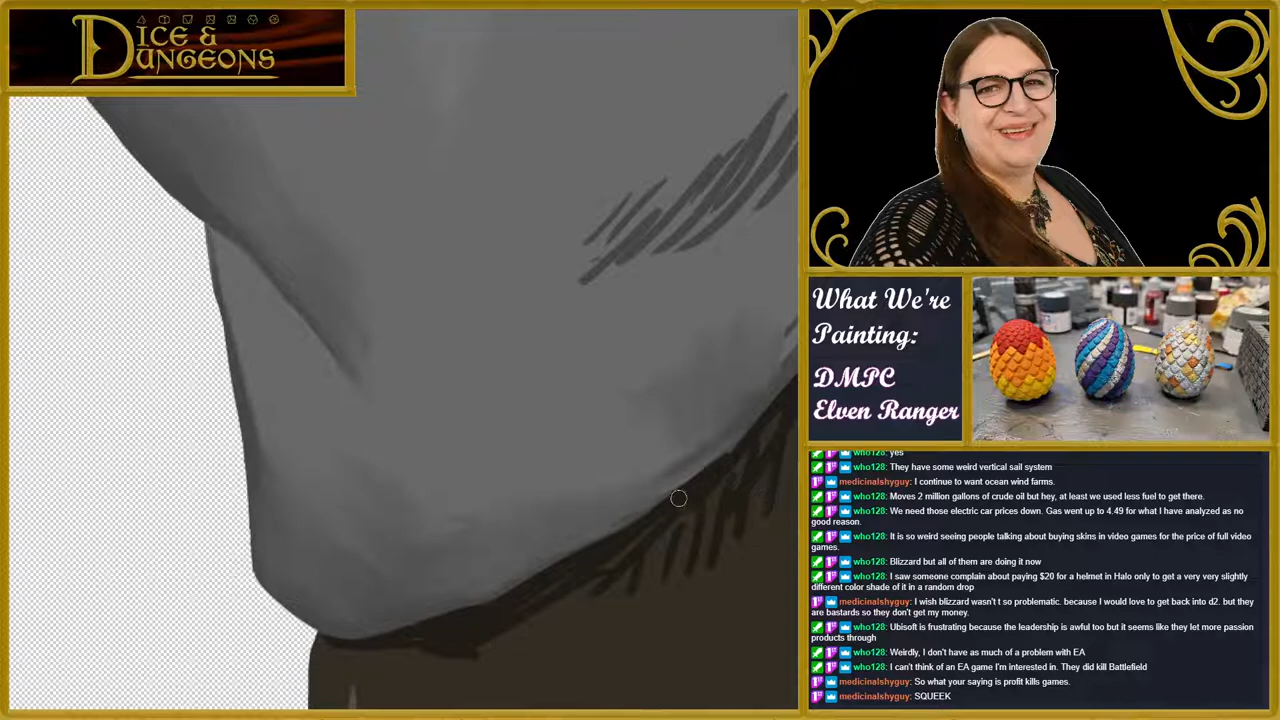 DICE &
DUNGEONS
What We're
Painting:
DMPC
Elven Ranger
who128: yes
who128: They have some weird vertical sail system
medicinalshyguy: I continue to want ocean wind farms.
who128: Moves 2 million gallons of crude oil but hey, at least we used less fuel to get there.
who128: We need those electric car prices down. Gas went up to 4.49 for what I have analyzed as no
good reason.
who128: It is so weird seeing people talking about buying skins in video games for the price of full video
games.
who128: Blizzard but all of them are doing it now
who128: I saw someone complain about paying $20 for a helmet in Halo only to get a very very slightly
different color shade of it in a random drop
medicinalshyguy: I wish blizzard wasn't t so problematic. because I would love to get back into d2. but they
are bastards so they don't get my money.
who128: Ubisoft is frustrating because the leadership is awful too but it seems like they let more passion
products through
who128: Weirdly, I don't have as much of a problem with EA
who128: I can't think of an EA game I'm interested in. They did kill Battlefield
medicinalshyguy: So what your saying is profit kills games.
medicinalshyguy: SQUEEK